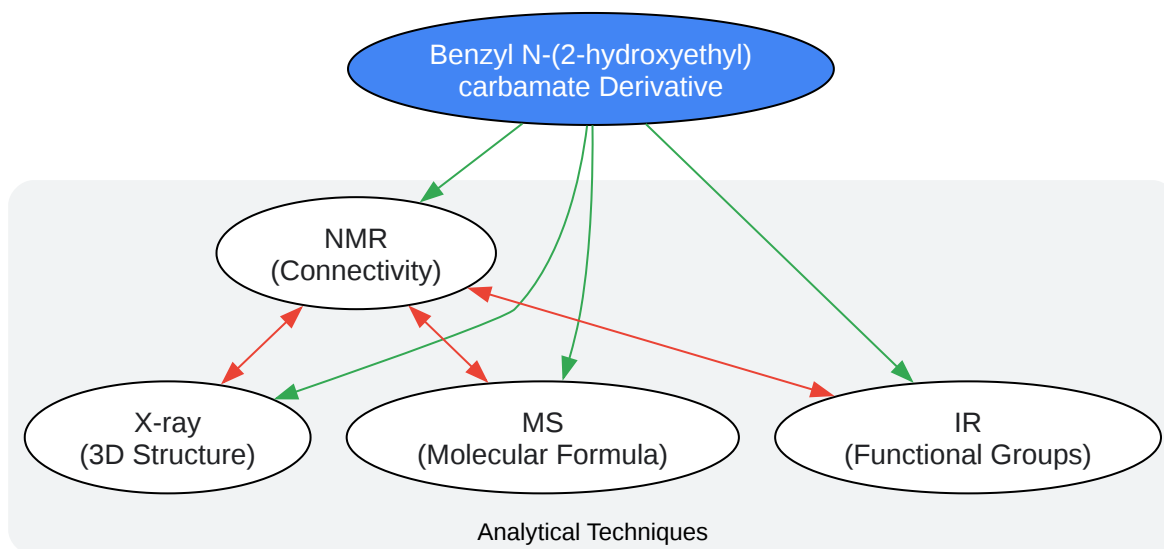 Benzyl N-(2-hydroxyethyl)
carbamate Derivative
NMR
(Connectivity)
X-ray
(3D Structure)
MS
(Molecular Formula)
IR
(Functional Groups)
Analytical Techniques